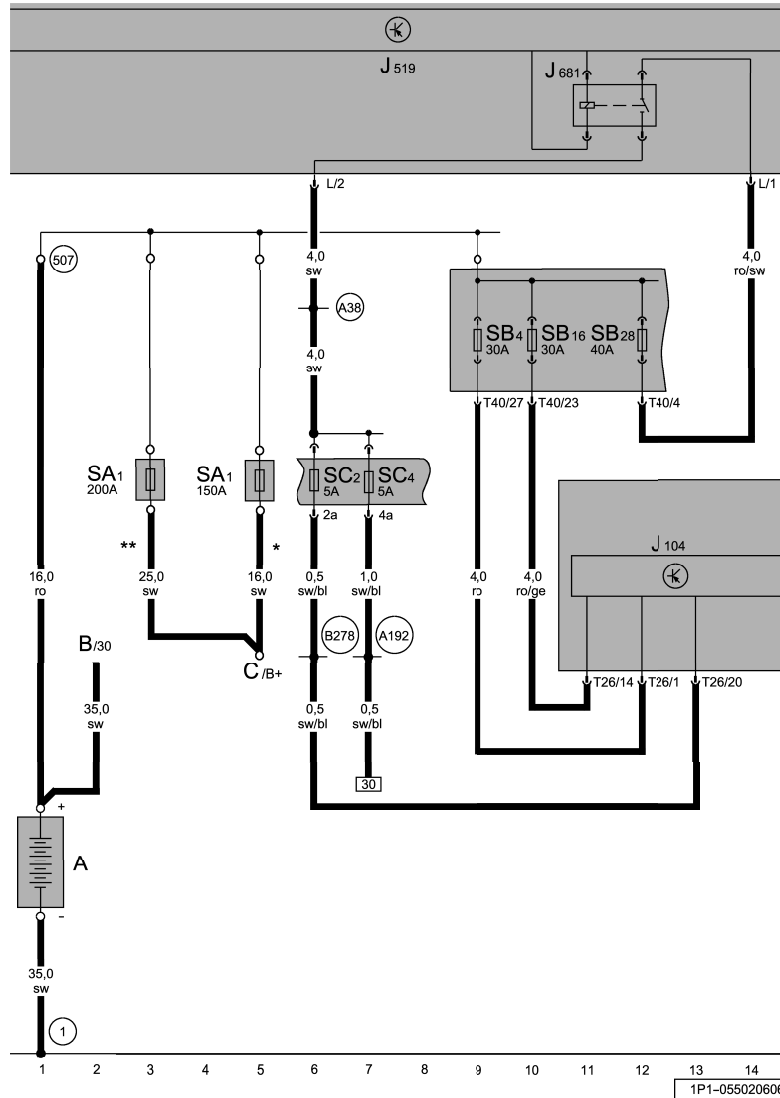 J 519
J 681
L/2
L/1
507
4,0
sw
4,0
ro/sw
A38
4,0
sw
SB4
30A
SB16
30A
SB28
40A
T40/27
T40/23
T40/4
SA1
200A
SA1
150A
SC2
5A
SC4
5A
2a
4a
**
*
J 104
16,0
ro
25,0
sw
16,0
sw
0,5
sw/bl
1,0
sw/bl
4,0
ro
4,0
ro/ge
B278
A192
B/30
C/B+
T26/14
T26/1
T26/20
35,0
sw
0,5
sw/bl
0,5
sw/bl
30
+
A
-
35,0
sw
1
1 2 3 4 5 6 7 8 9 10 11 12 13 14
1P1-055020606